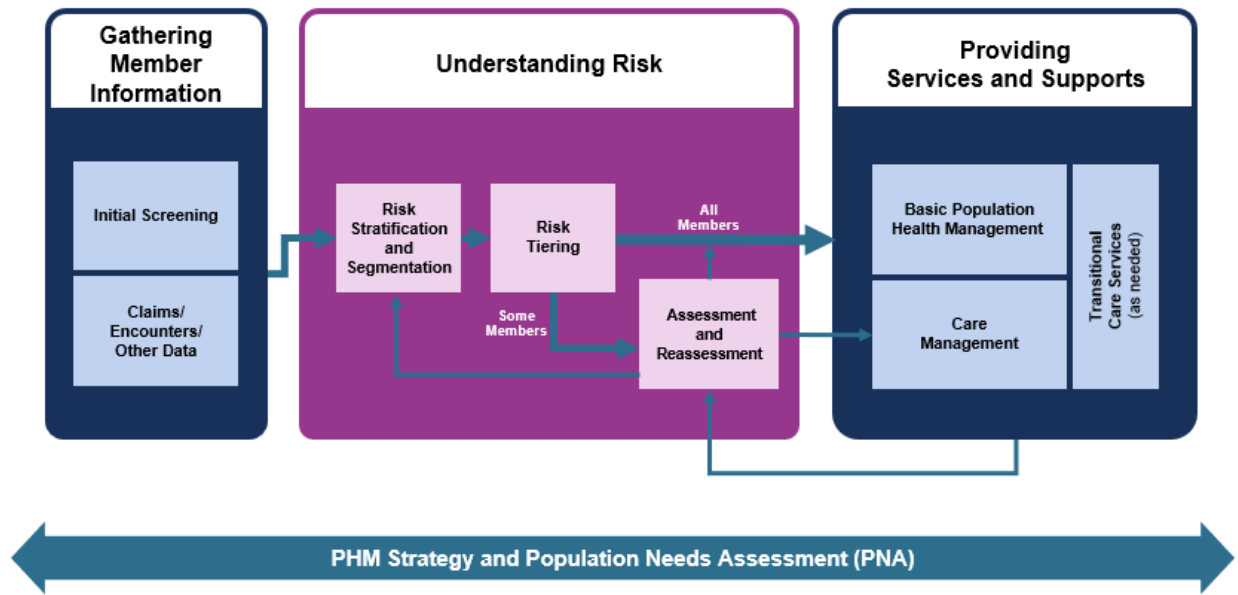 Gathering
Member
Information
Initial Screening
Claims/
Encounters/
Other Data
Understanding Risk
Risk
Stratification
and
Segmentation
Risk
Tiering
All
Members
Some
Members
Assessment
and
Reassessment
Providing
Services and Supports
Basic Population
Health Management
Care
Management
Transitional
Care Services
(as needed)
PHM Strategy and Population Needs Assessment (PNA)